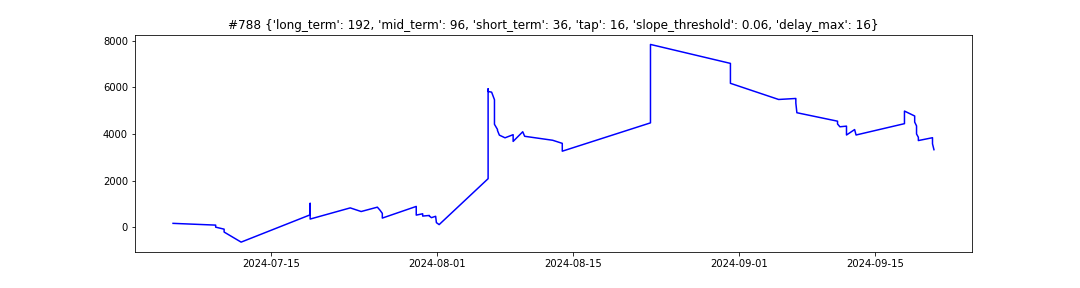 #788 {'long_term': 192, 'mid_term': 96, 'short_term': 36, 'tap': 16, 'slope_threshold': 0.06, 'delay_max': 16}
8000
6000
4000
2000
0
2024-07-15 2024-08-01 2024-08-15 2024-09-01 2024-09-15